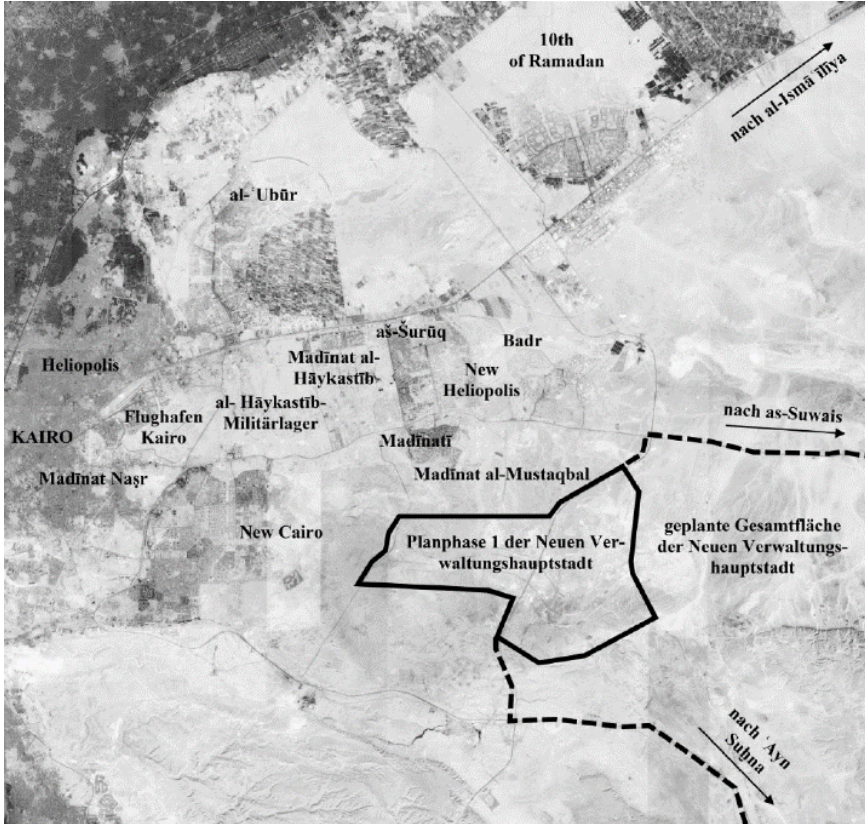 10th
of Ramadan
nach al-Ismāʿīlīya
al-ʿUbūr
aš-Šurūq
Badr
Heliopolis
Madīnat al-
Hāykastīb
New
Heliopolis
al- Hāykastīb-
Militärlager
Flughafen
Kairo
nach as-Suwais
KAIRO
Madīnatī
Madīnat Naṣr
Madīnat al-Mustaqbal
New Cairo
Planphase 1 der Neuen Ver-
waltungshauptstadt
geplante Gesamtfläche
der Neuen Verwaltungs-
hauptstadt
nach ʿAyn
Suḫna